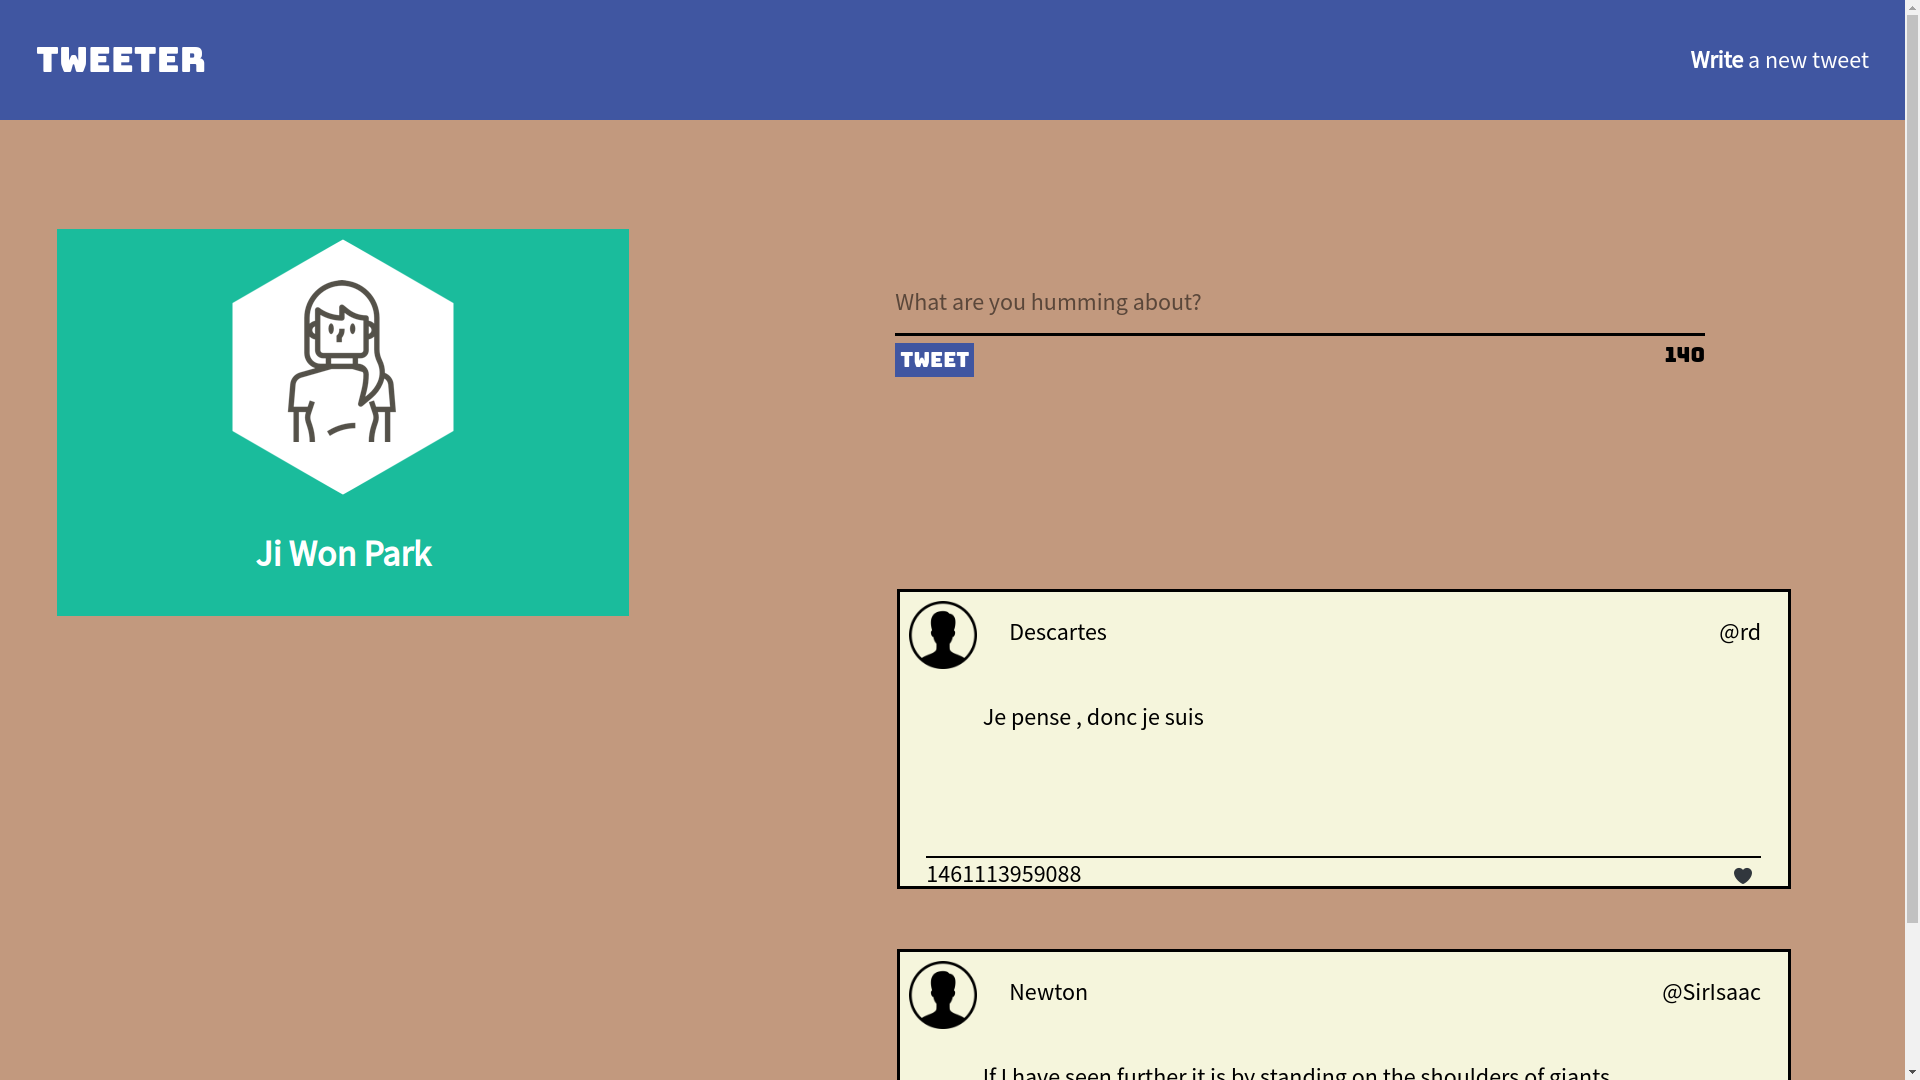 TWEETER
Write a new tweet
Ji Won Park
What are you humming about?
TWEET
140
Descartes
@rd
Je pense , donc je suis
1461113959088
Newton
@SirIsaac
If I have seen further it is by standing on the shoulders of giants